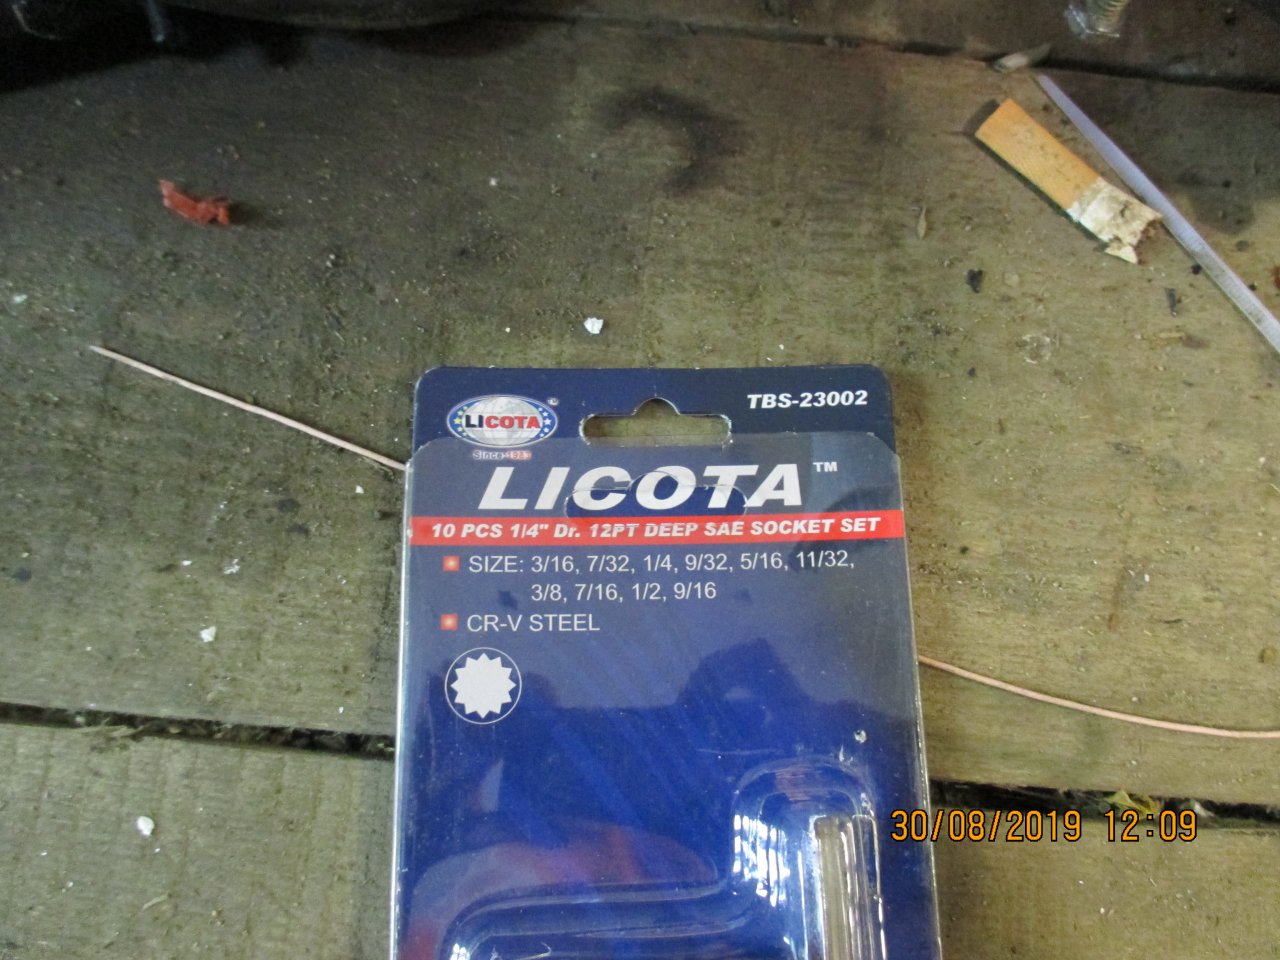 LICOTA
TM
Since:1983
TBS-23002
LICOTA™
10 PCS 1/4" Dr. 12PT DEEP SAE SOCKET SET
SIZE: 3/16, 7/32, 1/4, 9/32, 5/16, 11/32,
3/8, 7/16, 1/2, 9/16
CR-V STEEL
30/08/2019 12:09